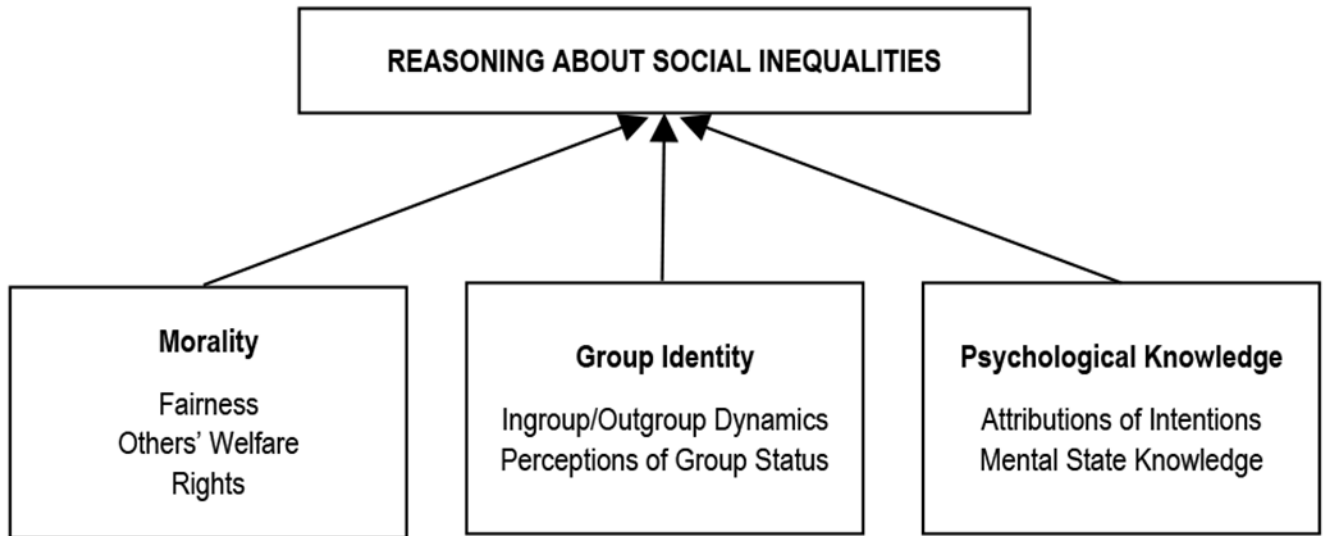 REASONING ABOUT SOCIAL INEQUALITIES
Morality
Fairness
Others’ Welfare
Rights
Group Identity
Ingroup/Outgroup Dynamics
Perceptions of Group Status
Psychological Knowledge
Attributions of Intentions
Mental State Knowledge